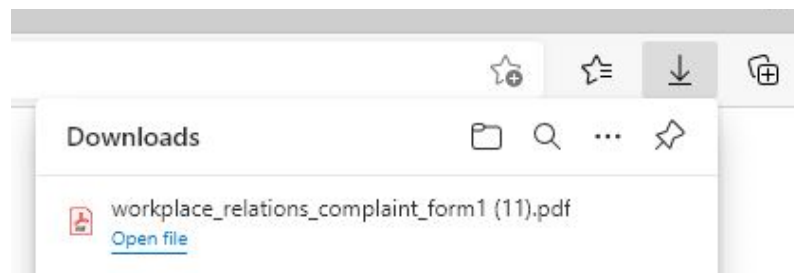 Downloads
workplace_relations_complaint_form1 (11).pdf
Open file